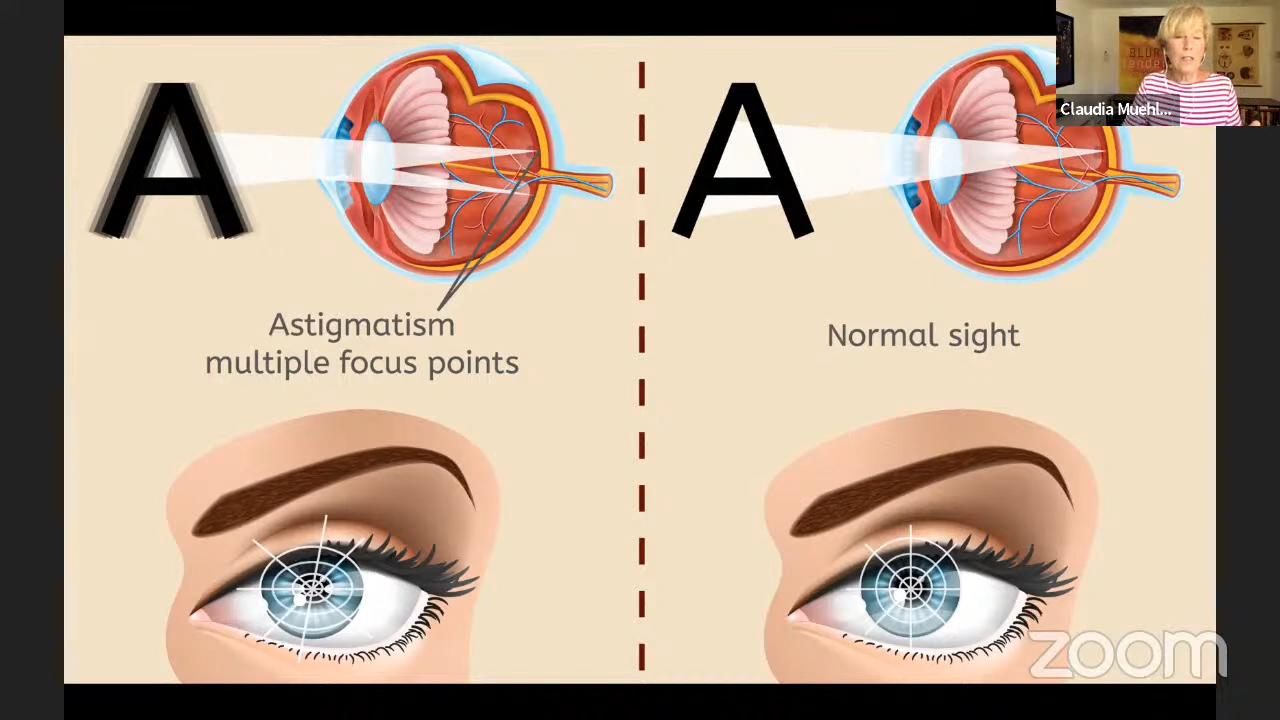 A
A
Claudia Muehl...
Astigmatism
multiple focus points
Normal sight
zoom